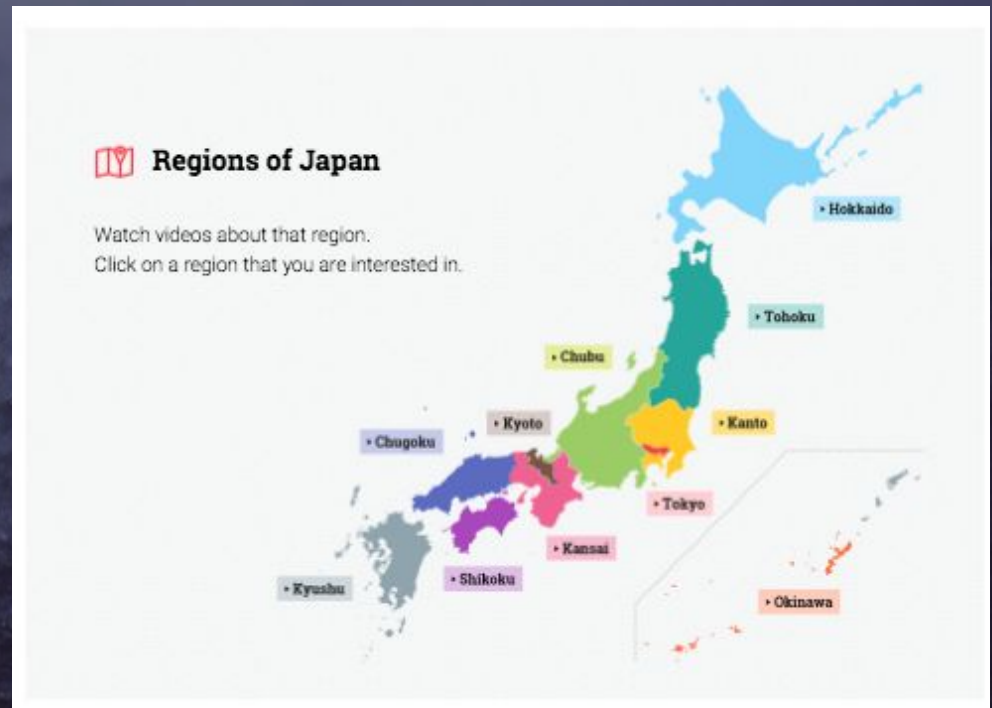 Regions of Japan
Watch videos about that region.
Click on a region that you are interested in.
Hokkaido
Tohoku
Chubu
Kyoto
Kanto
Chugoku
Tokyo
Kansai
Shikoku
Kyushu
Okinawa